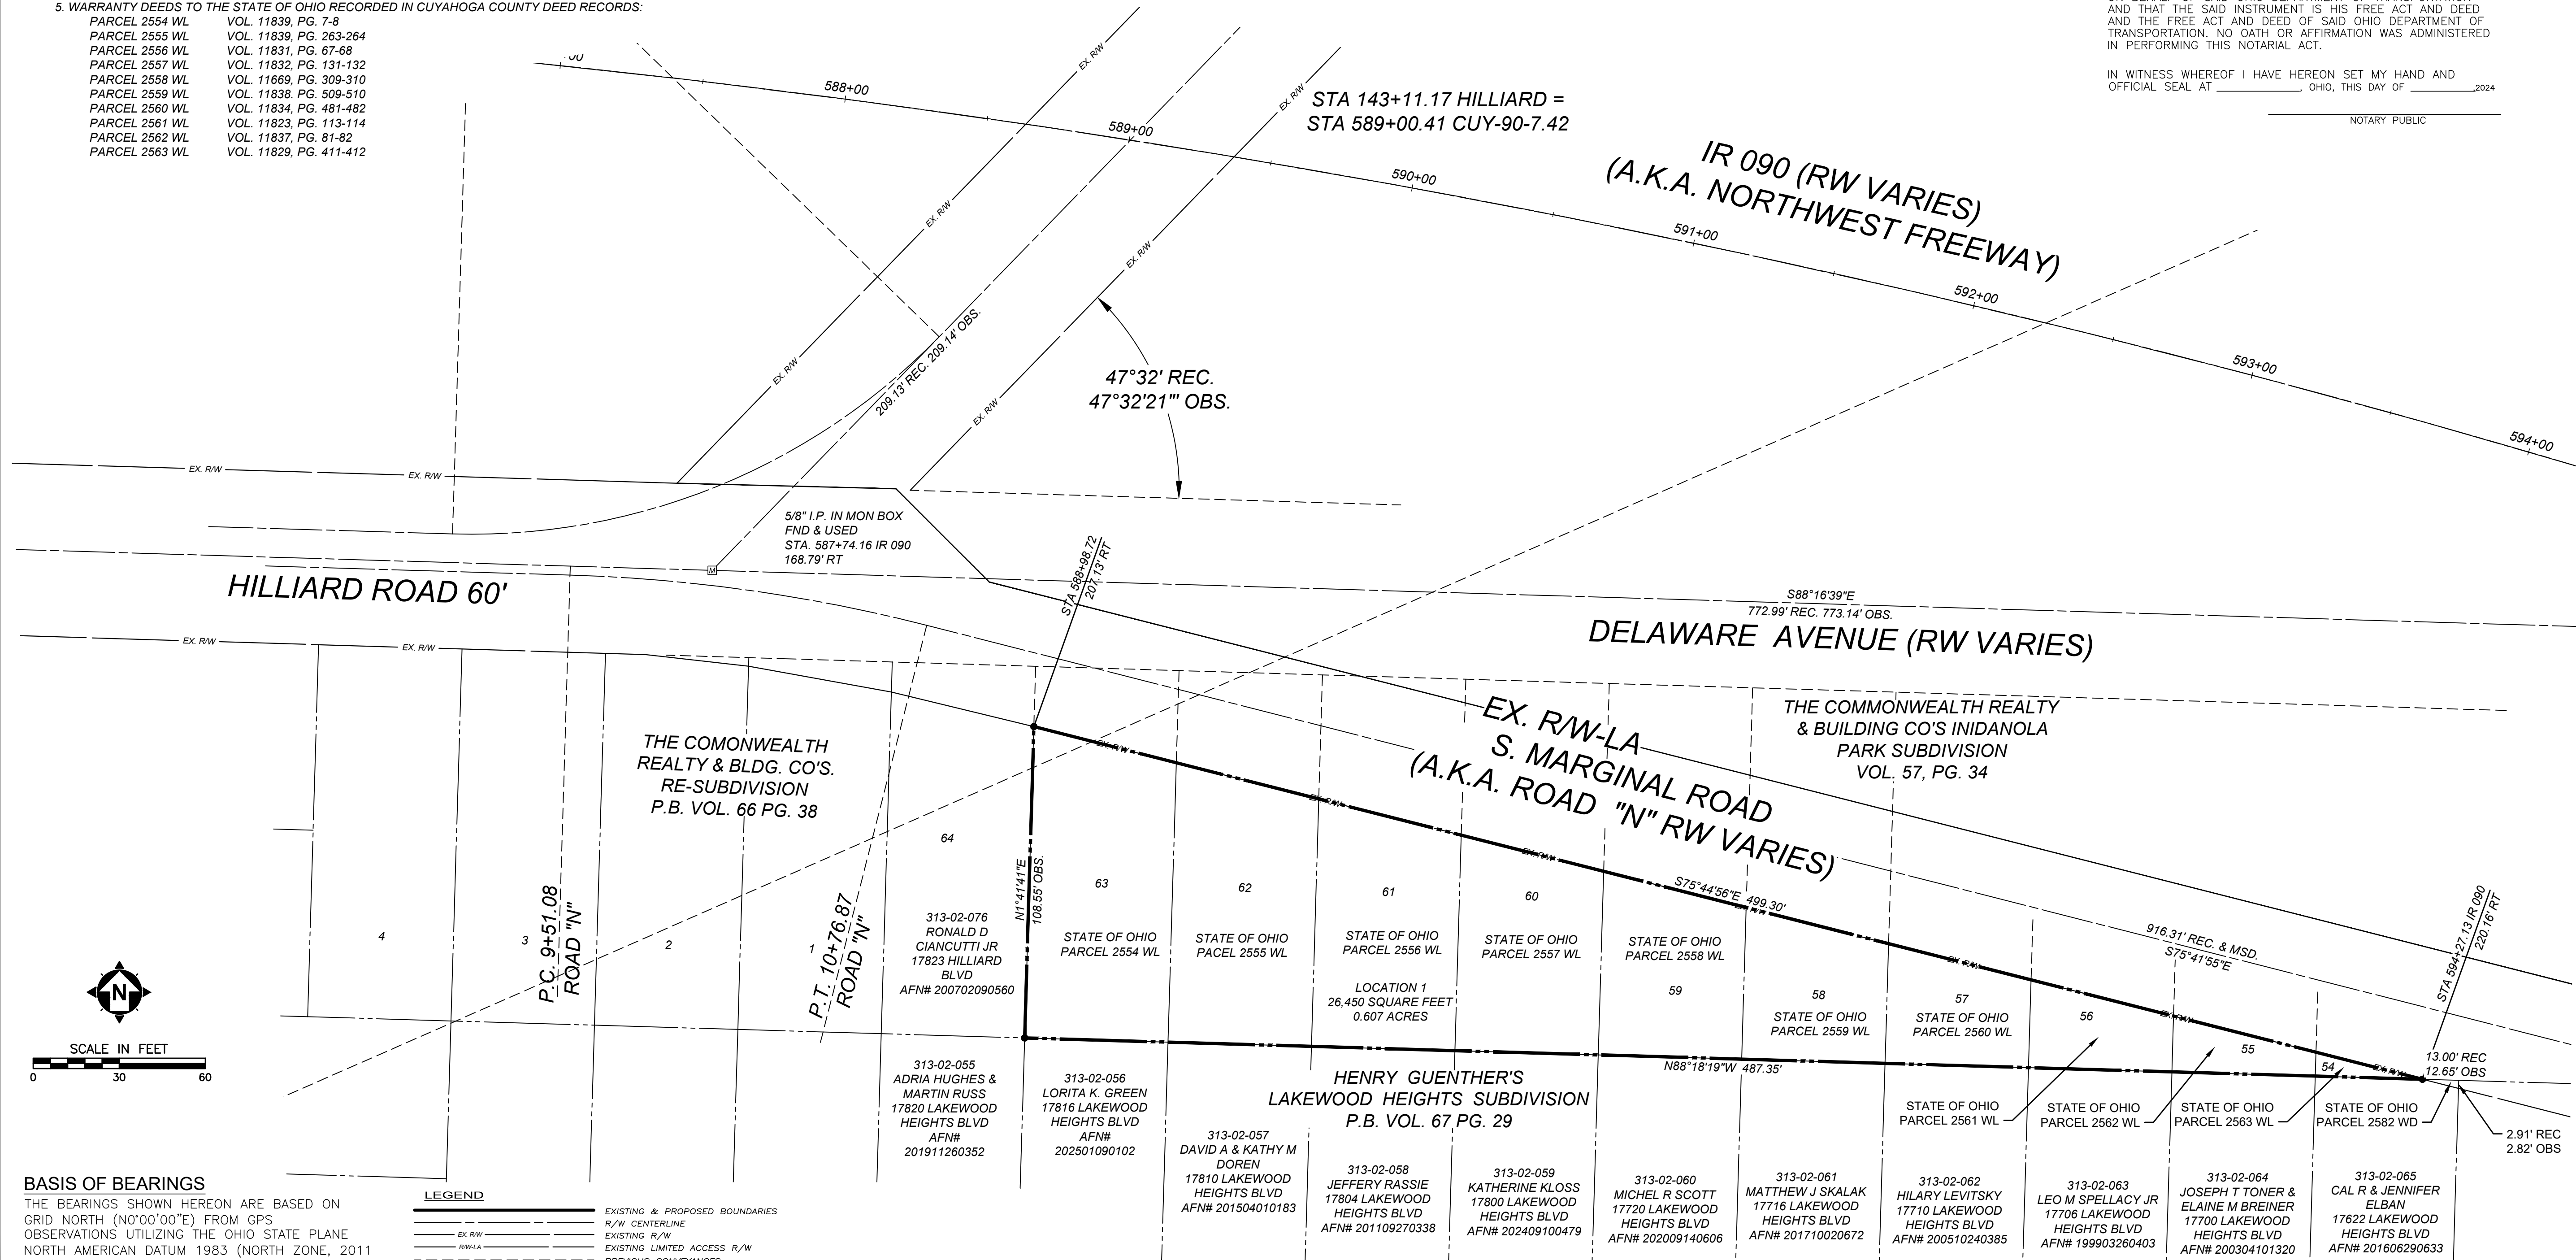 5. WARRANTY DEEDS TO THE STATE OF OHIO RECORDED IN CUYAHOGA COUNTY DEED RECORDS:
PARCEL 2554 WL VOL. 11839, PG. 7-8
PARCEL 2555 WL VOL. 11839, PG. 263-264
PARCEL 2556 WL VOL. 11831, PG. 67-68
PARCEL 2557 WL VOL. 11832, PG. 131-132
PARCEL 2558 WL VOL. 11669, PG. 309-310
PARCEL 2559 WL VOL. 11838. PG. 509-510
PARCEL 2560 WL VOL. 11834, PG. 481-482
PARCEL 2561 WL VOL. 11823, PG. 113-114
PARCEL 2562 WL VOL. 11837, PG. 81-82
PARCEL 2563 WL VOL. 11829, PG. 411-412
AND THAT THE SAID INSTRUMENT IS HIS FREE ACT AND DEED
AND THE FREE ACT AND DEED OF SAID OHIO DEPARTMENT OF
TRANSPORTATION. NO OATH OR AFFIRMATION WAS ADMINISTERED
IN PERFORMING THIS NOTARIAL ACT.
IN WITNESS WHEREOF I HAVE HEREON SET MY HAND AND
OFFICIAL SEAL AT ____________, OHIO, THIS DAY OF _________,2024
NOTARY PUBLIC
588+00
589+00
590+00
591+00
592+00
593+00
594+00
STA 143+11.17 HILLIARD =
STA 589+00.41 CUY-90-7.42
IR 090 (RW VARIES)
(A.K.A. NORTHWEST FREEWAY)
EX. R/W
EX. R/W
EX. R/W
EX. R/W
EX. R/W
EX. R/W
209.13' REC. 209.14' OBS.
47°32' REC.
47°32'21"' OBS.
EX. R/W
EX. R/W
5/8" I.P. IN MON BOX
FND & USED
STA. 587+74.16 IR 090
168.79' RT
M
STA 588+98.72
207.13' RT
HILLIARD ROAD 60'
S88°16'39"E
772.99' REC. 773.14' OBS.
DELAWARE AVENUE (RW VARIES)
EX. R/W
EX. R/W
EX. R/W-LA
S. MARGINAL ROAD
(A.K.A. ROAD "N" RW VARIES)
THE COMMONWEALTH REALTY
& BUILDING CO'S INIDANOLA
PARK SUBDIVISION
VOL. 57, PG. 34
THE COMONWEALTH
REALTY & BLDG. CO'S.
RE-SUBDIVISION
P.B. VOL. 66 PG. 38
EX. R/W
EX. R/W
EX. R/W
EX. R/W
EX. R/W
EX. R/W
EX. R/W
S75°44'56"E 499.30'
916.31' REC. & MSD.
S75°41'55"E
STA 594+27.13 IR 090
220.16' RT
N1°41'41"E
108.55' OBS.
P.C. 9+51.08
ROAD "N"
P.T. 10+76.87
ROAD "N"
4
3
2
1
64
313-02-076
RONALD D
CIANCUTTI JR
17823 HILLIARD
BLVD
AFN# 200702090560
63
STATE OF OHIO
PARCEL 2554 WL
62
STATE OF OHIO
PACEL 2555 WL
61
STATE OF OHIO
PARCEL 2556 WL
LOCATION 1
26,450 SQUARE FEET
0.607 ACRES
60
STATE OF OHIO
PARCEL 2557 WL
STATE OF OHIO
PARCEL 2558 WL
59
58
STATE OF OHIO
PARCEL 2559 WL
57
STATE OF OHIO
PARCEL 2560 WL
56
55
54
13.00' REC
12.65' OBS
N88°18'19"W 487.35'
HENRY GUENTHER'S
LAKEWOOD HEIGHTS SUBDIVISION
P.B. VOL. 67 PG. 29
STATE OF OHIO
PARCEL 2561 WL
STATE OF OHIO
PARCEL 2562 WL
STATE OF OHIO
PARCEL 2563 WL
STATE OF OHIO
PARCEL 2582 WD
2.91' REC
2.82' OBS
313-02-055
ADRIA HUGHES &
MARTIN RUSS
17820 LAKEWOOD
HEIGHTS BLVD
AFN#
201911260352
313-02-056
LORITA K. GREEN
17816 LAKEWOOD
HEIGHTS BLVD
AFN#
202501090102
313-02-057
DAVID A & KATHY M
DOREN
17810 LAKEWOOD
HEIGHTS BLVD
AFN# 201504010183
313-02-058
JEFFERY RASSIE
17804 LAKEWOOD
HEIGHTS BLVD
AFN# 201109270338
313-02-059
KATHERINE KLOSS
17800 LAKEWOOD
HEIGHTS BLVD
AFN# 202409100479
313-02-060
MICHEL R SCOTT
17720 LAKEWOOD
HEIGHTS BLVD
AFN# 202009140606
313-02-061
MATTHEW J SKALAK
17716 LAKEWOOD
HEIGHTS BLVD
AFN# 201710020672
313-02-062
HILARY LEVITSKY
17710 LAKEWOOD
HEIGHTS BLVD
AFN# 200510240385
313-02-063
LEO M SPELLACY JR
17706 LAKEWOOD
HEIGHTS BLVD
AFN# 199903260403
313-02-064
JOSEPH T TONER &
ELAINE M BREINER
17700 LAKEWOOD
HEIGHTS BLVD
AFN# 200304101320
313-02-065
CAL R & JENNIFER
ELBAN
17622 LAKEWOOD
HEIGHTS BLVD
AFN# 201606290633
N
SCALE IN FEET
0 30 60
BASIS OF BEARINGS
THE BEARINGS SHOWN HEREON ARE BASED ON
GRID NORTH (N0°00'00"E) FROM GPS
OBSERVATIONS UTILIZING THE OHIO STATE PLANE
NORTH AMERICAN DATUM 1983 (NORTH ZONE, 2011
LEGEND
EXISTING & PROPOSED BOUNDARIES
R/W CENTERLINE
EX. R/W EXISTING R/W
R/W-LA EXISTING LIMITED ACCESS R/W